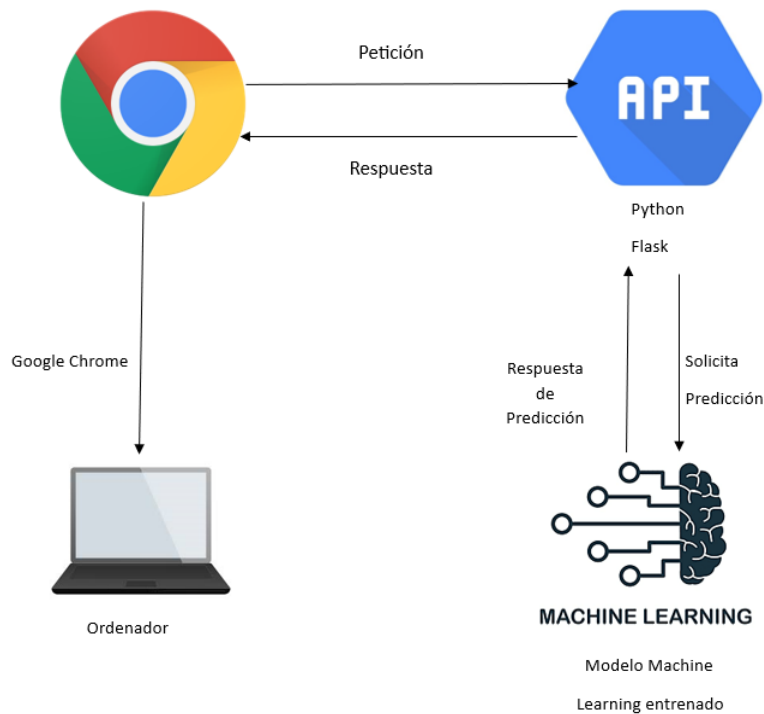 Petición
API
Respuesta
Python
Flask
Google Chrome
Respuesta
de
Predicción
Solicita
Predicción
Ordenador
MACHINE LEARNING
Modelo Machine
Learning entrenado